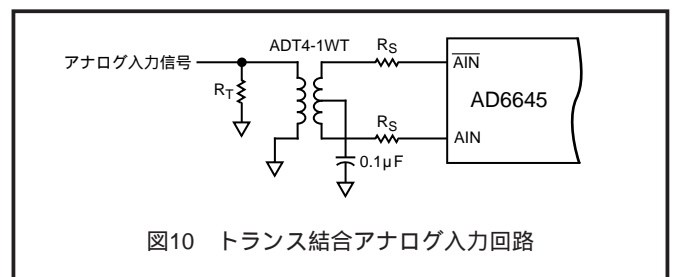 ADT4-1WT
アナログ入力信号
RT
RS
RS
0.1µF
AIN
AD6645
AIN
図10 トランス結合アナログ入力回路